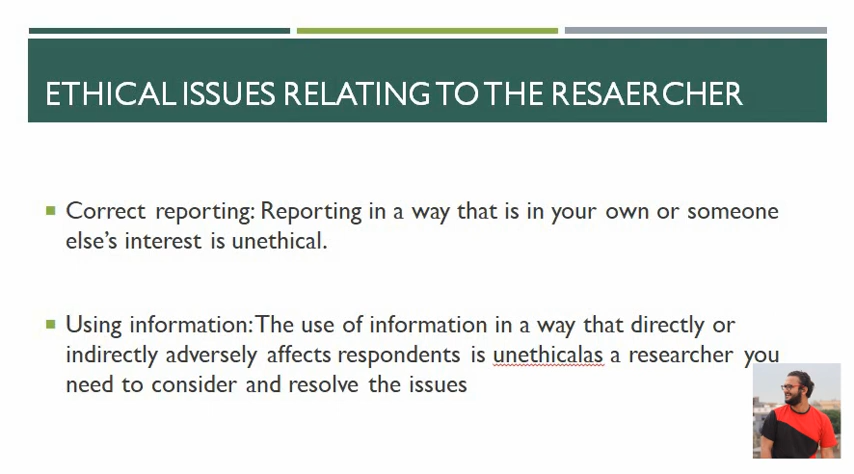 ETHICAL ISSUES RELATING TO THE RESAERCHER
Correct reporting: Reporting in a way that is in your own or someone
else's interest is unethical.
Using information: The use of information in a way that directly or
indirectly adversely affects respondents is unethicalas a researcher you
need to consider and resolve the issues